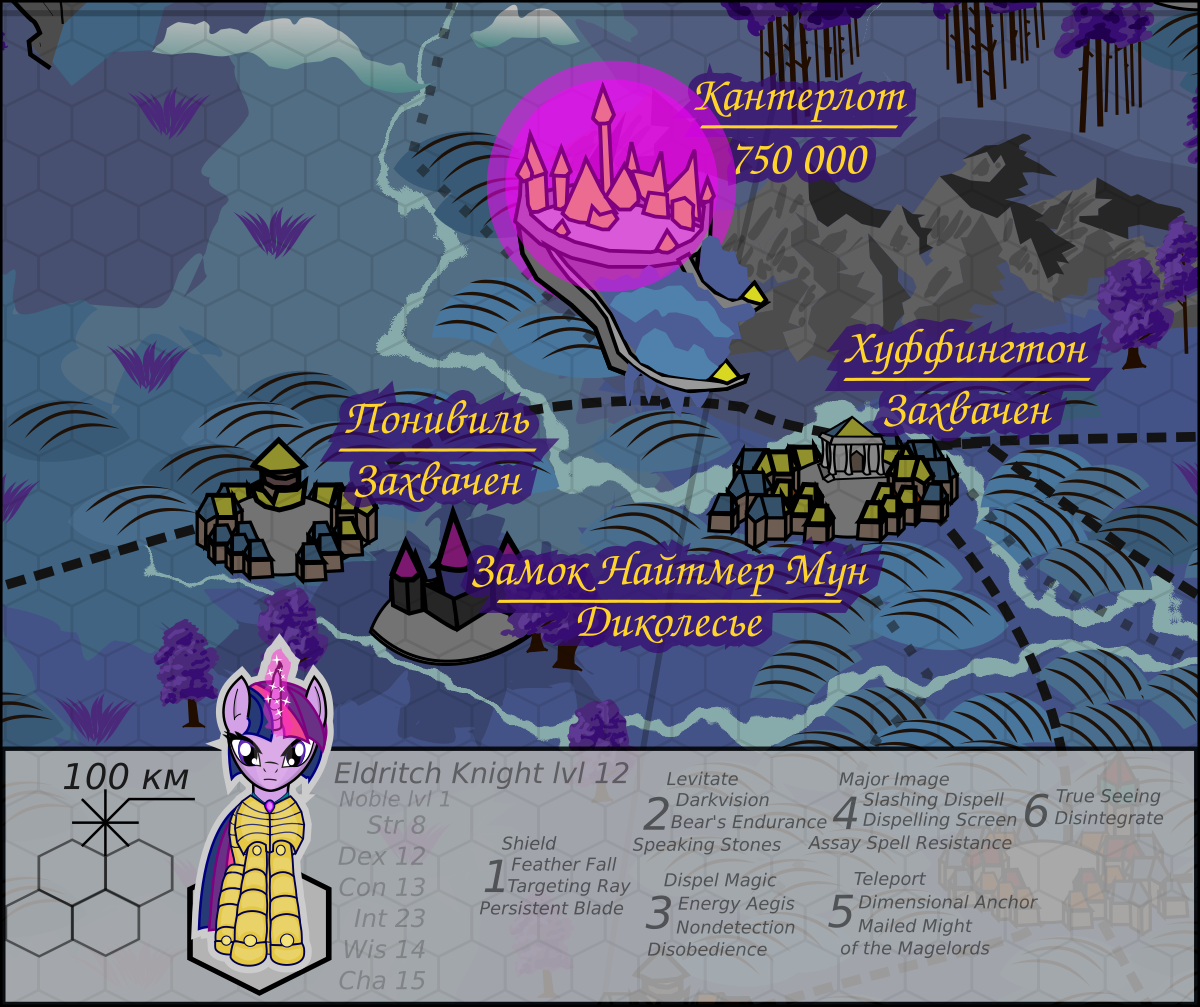 Кантерлот
750 000
Хуффингтон
Захвачен
Понивиль
Захвачен
Замок Найтмер Мун
Диколесье
100 км
Eldritch Knight lvl 12
Noble lvl 1
Str 8
Dex 12
Con 13
Int 23
Wis 14
Cha 15
1
Shield
Feather Fall
Targeting Ray
Persistent Blade
2
Levitate
Darkvision
Bear's Endurance
Speaking Stones
3
Dispel Magic
Energy Aegis
Nondetection
Disobedience
4
Major Image
Slashing Dispell
Dispelling Screen
Assay Spell Resistance
5
Teleport
Dimensional Anchor
Mailed Might
of the Magelords
6
True Seeing
Disintegrate